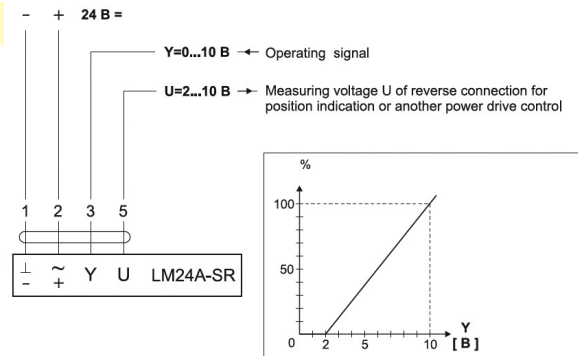 - + 24 B =
Y=0...10 B Operating signal
U=2...10 B Measuring voltage U of reverse connection for
position indication or another power drive control
%
100
50
0 2 5 10
Y
[ B ]
1 2 3 5
⊥ ~ Y U LM24A-SR
- +